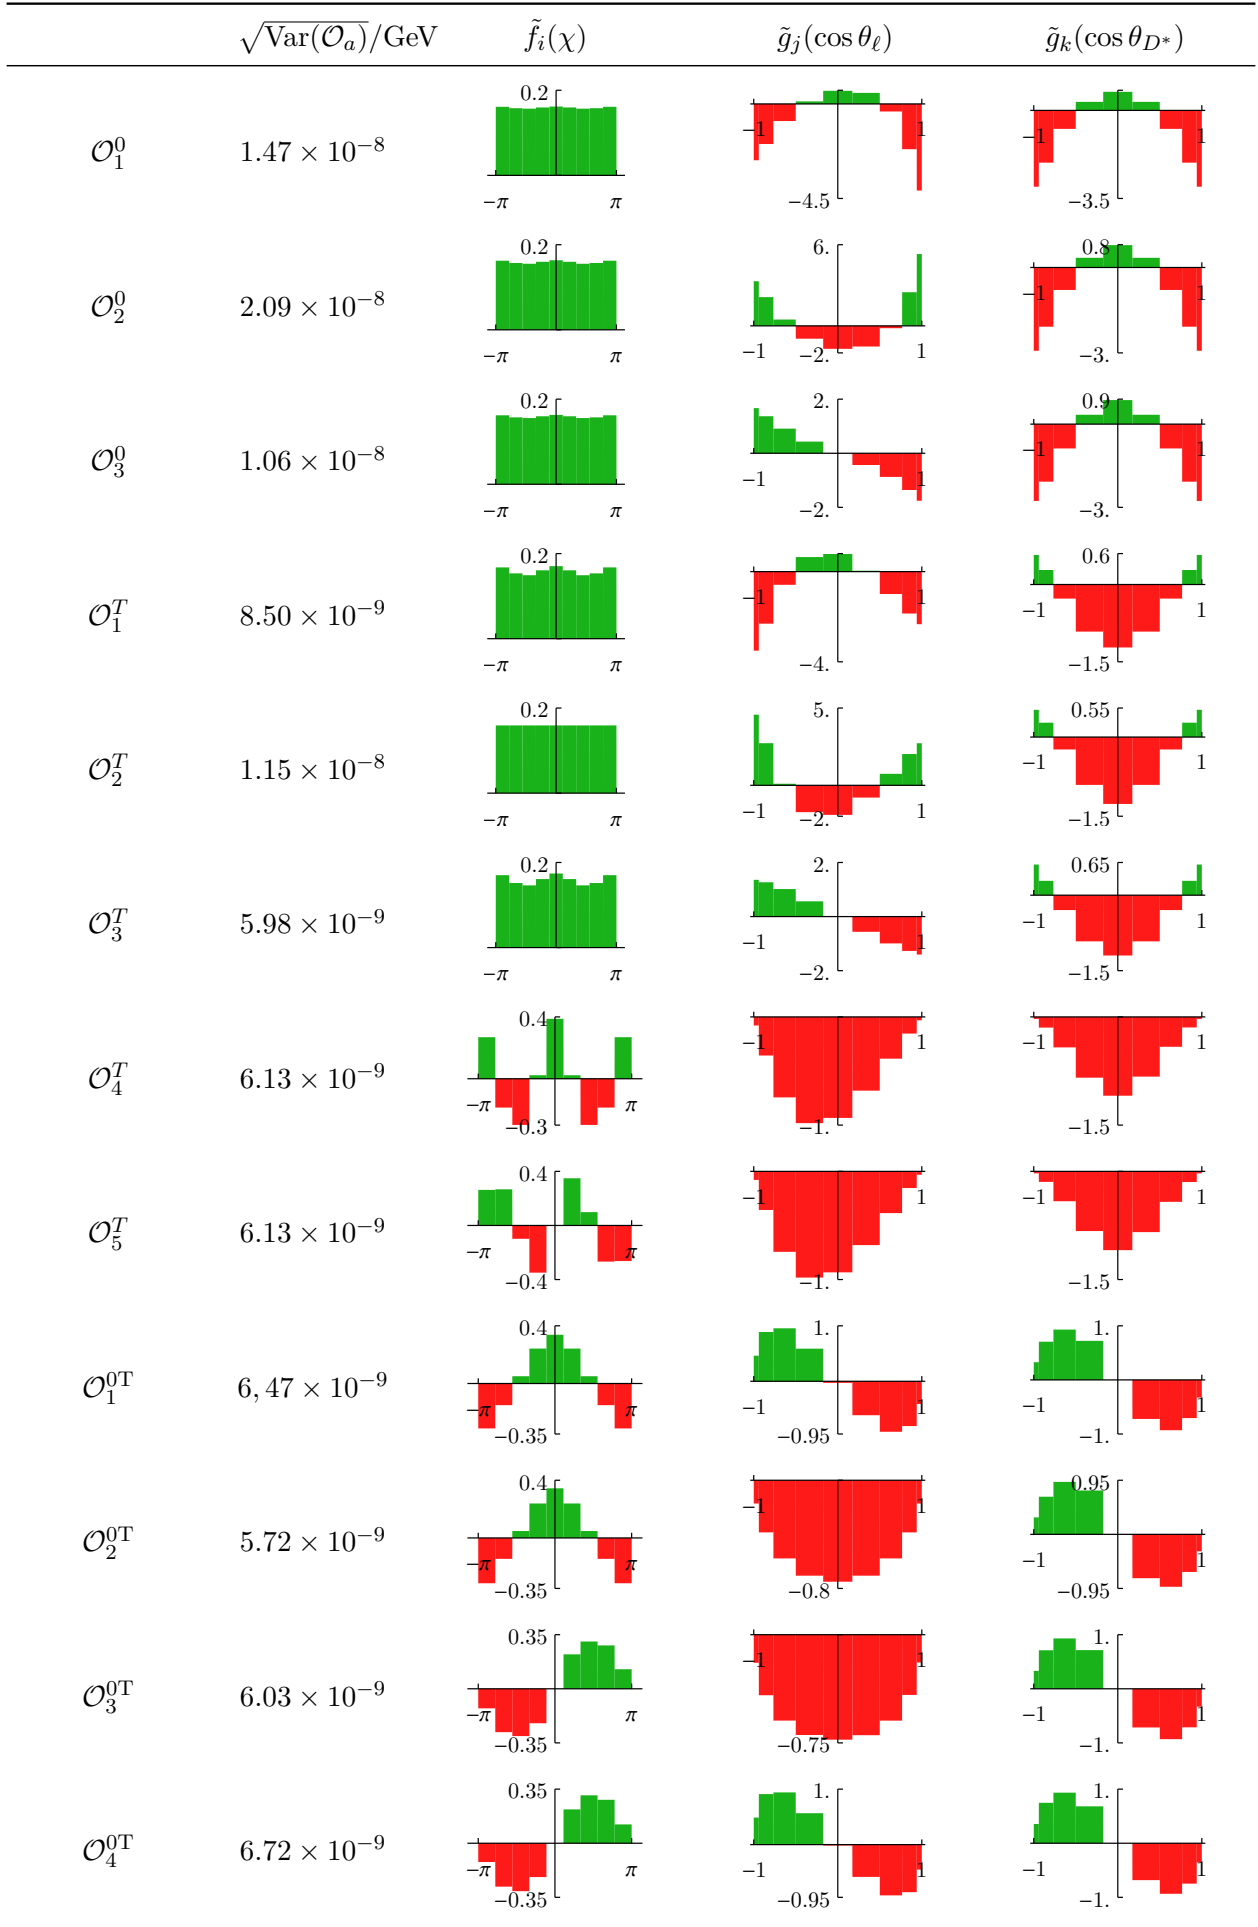 √Var(𝒪ₐ)/GeV f̃ᵢ(χ) g̃ⱼ(cos θ_ℓ) g̃ₖ(cos θ_{D*})
0.2
−1 1 −1 1
𝒪₁⁰ 1.47 × 10⁻⁸
−π π −4.5 −3.5
0.2 6. 0.8
−1 1
𝒪₂⁰ 2.09 × 10⁻⁸
−π π −1 −2. 1 −3.
0.2 2. 0.9
−1 1
𝒪₃⁰ 1.06 × 10⁻⁸
−1 1
−π π −2. −3.
0.2 0.6
−1 1 −1 1
𝒪₁ᵀ 8.50 × 10⁻⁹
−π π −4. −1.5
0.2 5. 0.55
−1 1
𝒪₂ᵀ 1.15 × 10⁻⁸
−π π −1 −2. 1 −1.5
0.2 2. 0.65
−1 1
𝒪₃ᵀ 5.98 × 10⁻⁹
−1 1
−π π −2. −1.5
0.4
−1 1 −1 1
𝒪₄ᵀ 6.13 × 10⁻⁹
−π π
−0.3 −1. −1.5
0.4
−1 1 −1 1
𝒪₅ᵀ 6.13 × 10⁻⁹
−π π
−0.4 −1. −1.5
0.4 1. 1.
𝒪₁⁰ᵀ 6, 47 × 10⁻⁹
−π π −1 1 −1 1
−0.35 −0.95 −1.
0.4 0.95
−1 1
𝒪₂⁰ᵀ 5.72 × 10⁻⁹
−π π −1 1
−0.35 −0.8 −0.95
0.35 1.
−1 1
𝒪₃⁰ᵀ 6.03 × 10⁻⁹
−π π −1 1
−0.35 −0.75 −1.
0.35 1. 1.
𝒪₄⁰ᵀ 6.72 × 10⁻⁹
−π π −1 1 −1 1
−0.35 −0.95 −1.